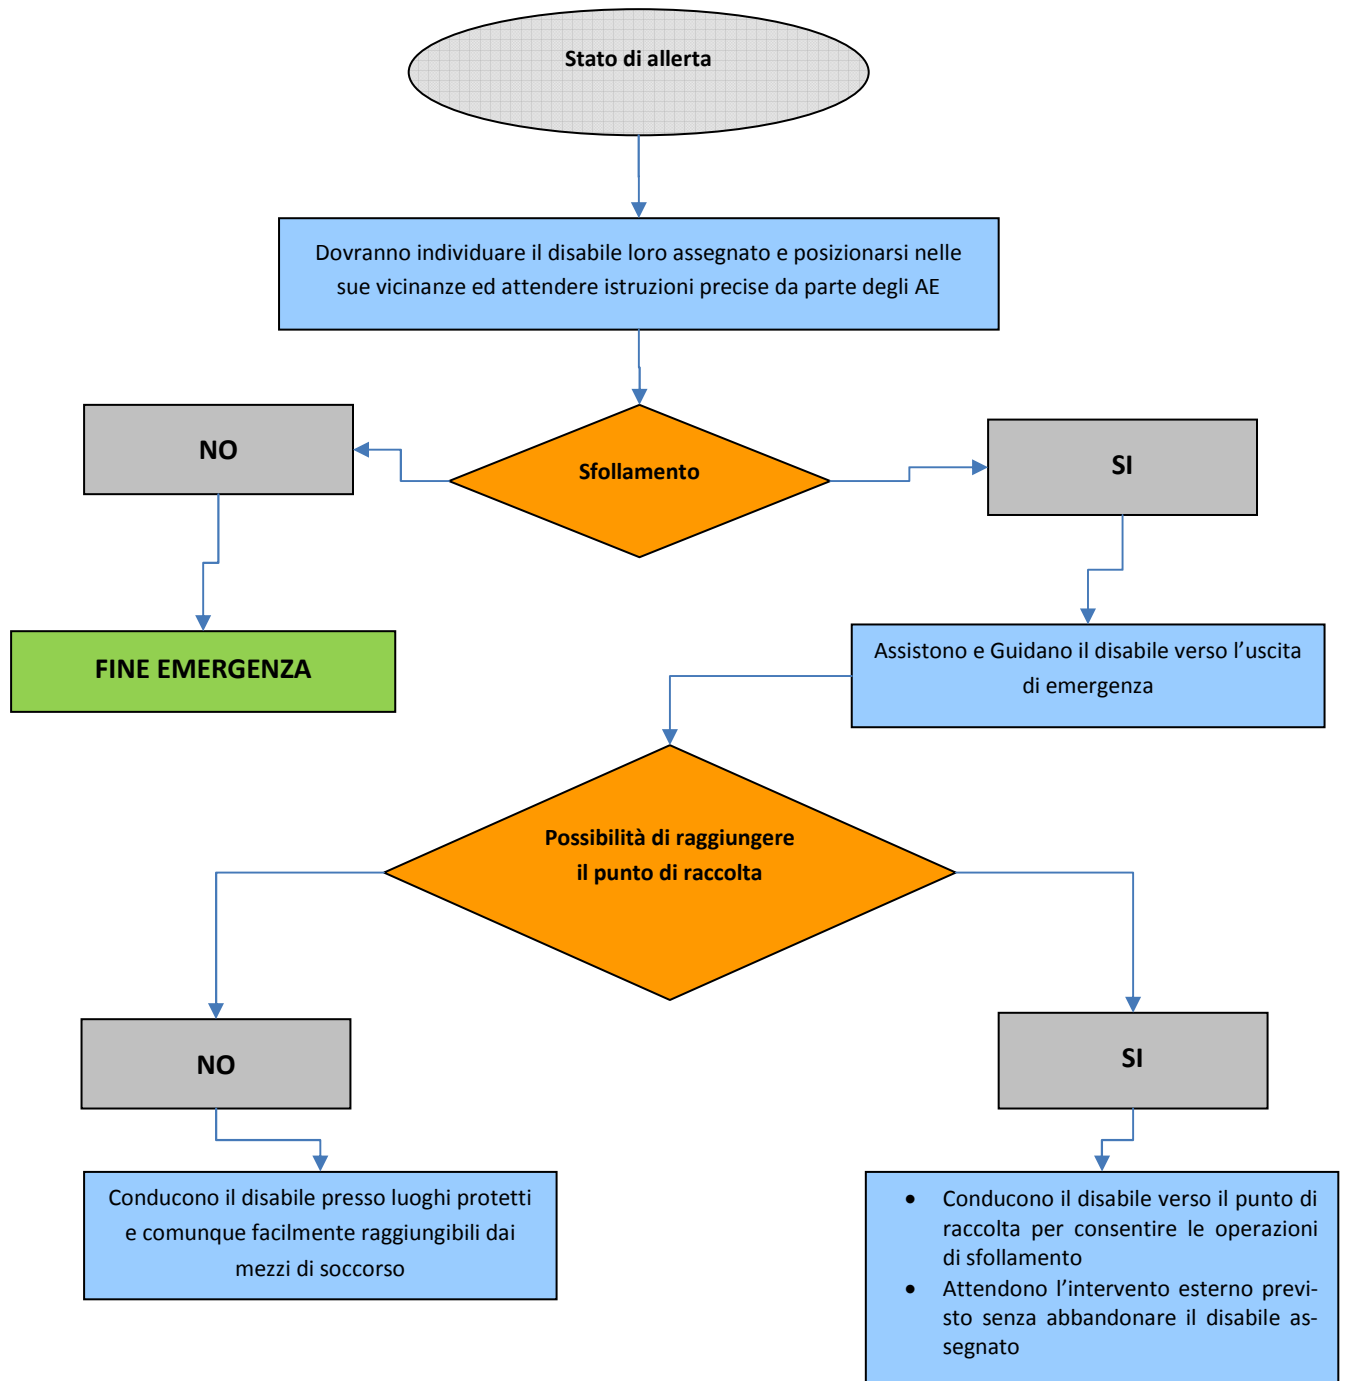 Stato di allerta
Dovranno individuare il disabile loro assegnato e posizionarsi nelle
sue vicinanze ed attendere istruzioni precise da parte degli AE
NO
Sfollamento
SI
FINE EMERGENZA
Assistono e Guidano il disabile verso l’uscita
di emergenza
Possibilità di raggiungere
il punto di raccolta
NO
SI
Conducono il disabile presso luoghi protetti
e comunque facilmente raggiungibili dai
mezzi di soccorso
• Conducono il disabile verso il punto di
raccolta per consentire le operazioni
di sfollamento
• Attendono l’intervento esterno previ-
sto senza abbandonare il disabile as-
segnato